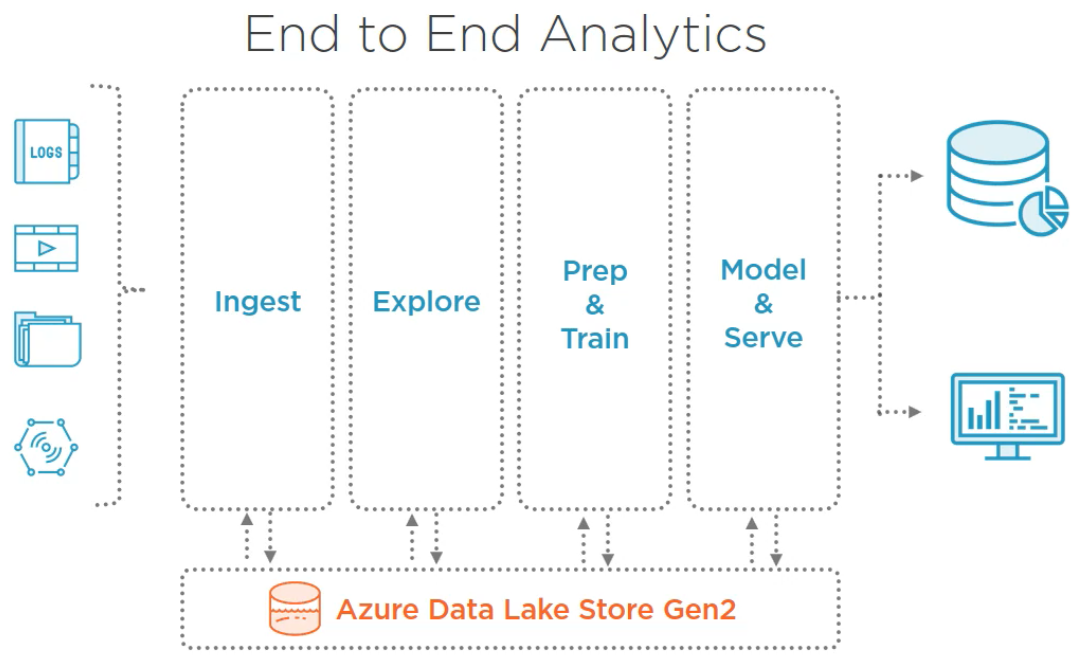 End to End Analytics
LOGS
Ingest
Explore
Prep
&
Train
Model
&
Serve
Azure Data Lake Store Gen2